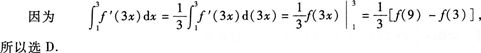 因为 ∫₁³ f′(3x)dx = 1/3 ∫₁³ f′(3x)d(3x) = 1/3 f(3x) |₁³ = 1/3 [f(9) − f(3)],
所以选 D.